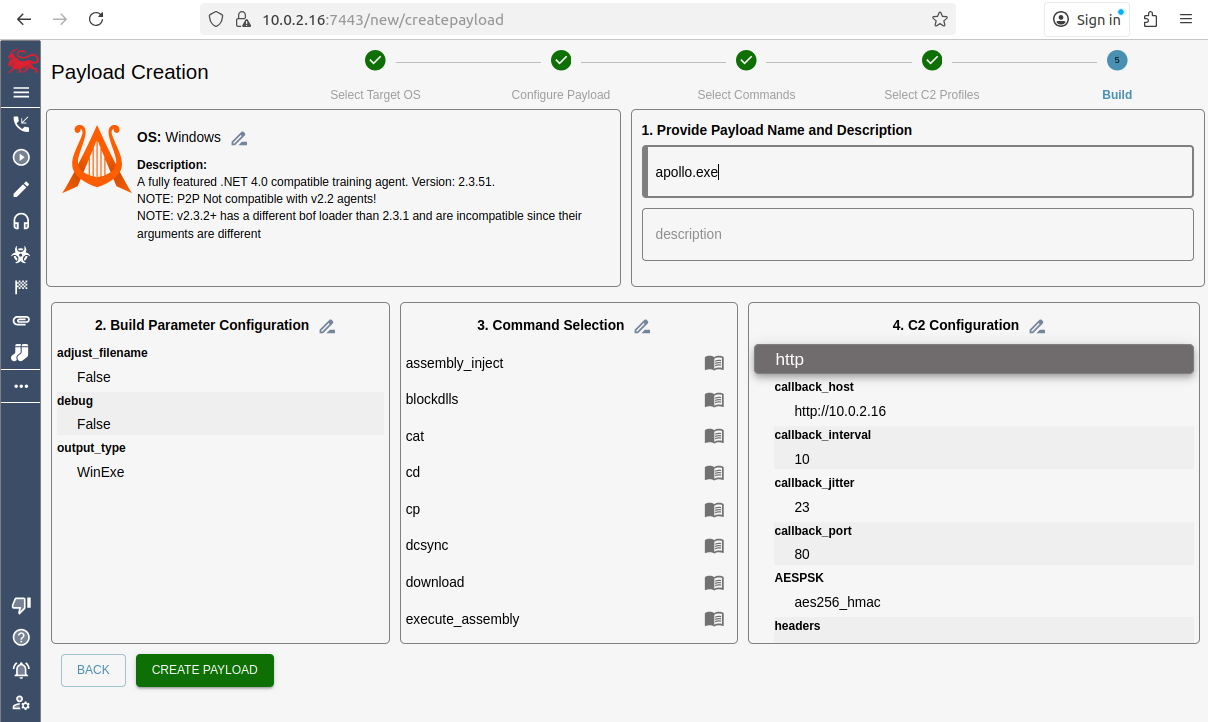 10.0.2.16:7443/new/createpayload
Sign in
Payload Creation
Select Target OS
Configure Payload
Select Commands
Select C2 Profiles
5
Build
OS: Windows
Description:
A fully featured .NET 4.0 compatible training agent. Version: 2.3.51.
NOTE: P2P Not compatible with v2.2 agents!
NOTE: v2.3.2+ has a different bof loader than 2.3.1 and are incompatible since their
arguments are different
1. Provide Payload Name and Description
apollo.exe
description
2. Build Parameter Configuration
adjust_filename
False
debug
False
output_type
WinExe
3. Command Selection
assembly_inject
blockdlls
cat
cd
cp
dcsync
download
execute_assembly
4. C2 Configuration
http
callback_host
http://10.0.2.16
callback_interval
10
callback_jitter
23
callback_port
80
AESPSK
aes256_hmac
headers
BACK
CREATE PAYLOAD